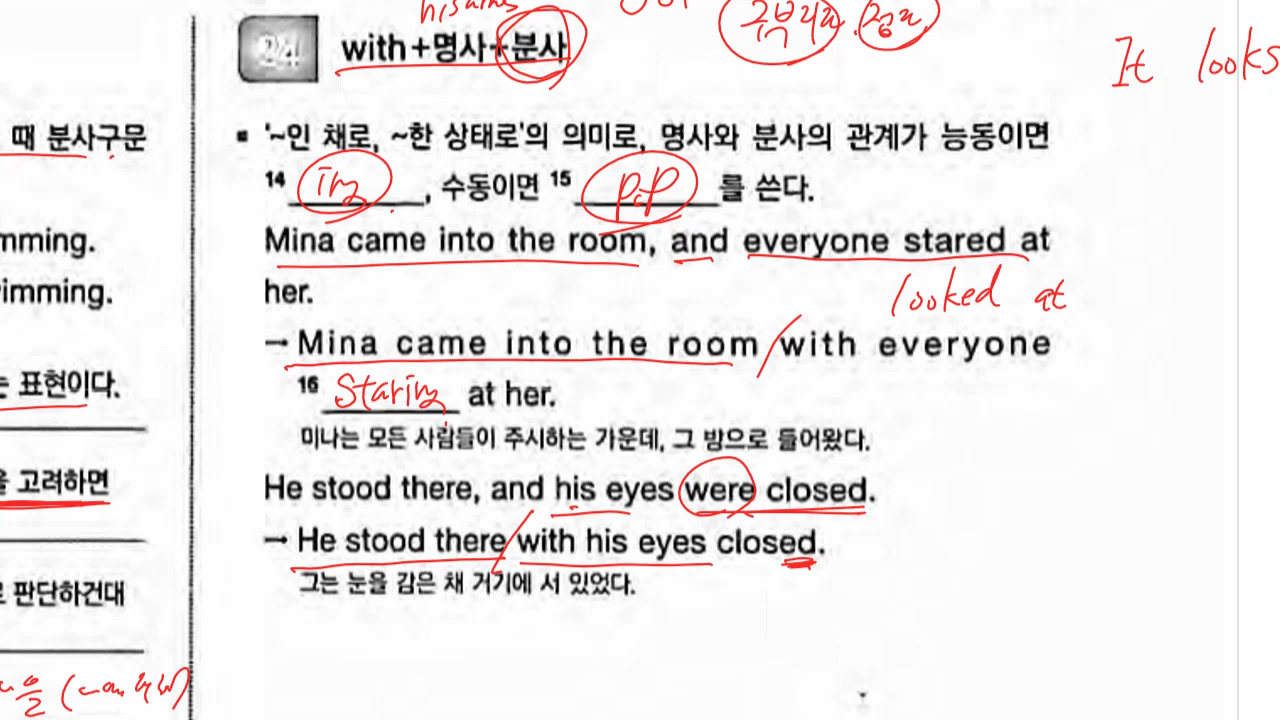 his arms
24 with+명사+분사
It looks
때 분사구문
▪ '~인 채로, ~한 상태로'의 의미로, 명사와 분사의 관계가 능동이면
14 ing, 수동이면 15 p.p를 쓴다.
mming.
Mina came into the room, and everyone stared at
imming.
her.
looked at
→ Mina came into the room / with everyone
표현이다.
16 staring at her.
미나는 모든 사람들이 주시하는 가운데, 그 방으로 들어왔다.
을 고려하면
He stood there, and his eyes were closed.
→ He stood there / with his eyes closed.
판단하건대
그는 눈을 감은 채 거기에 서 있었다.